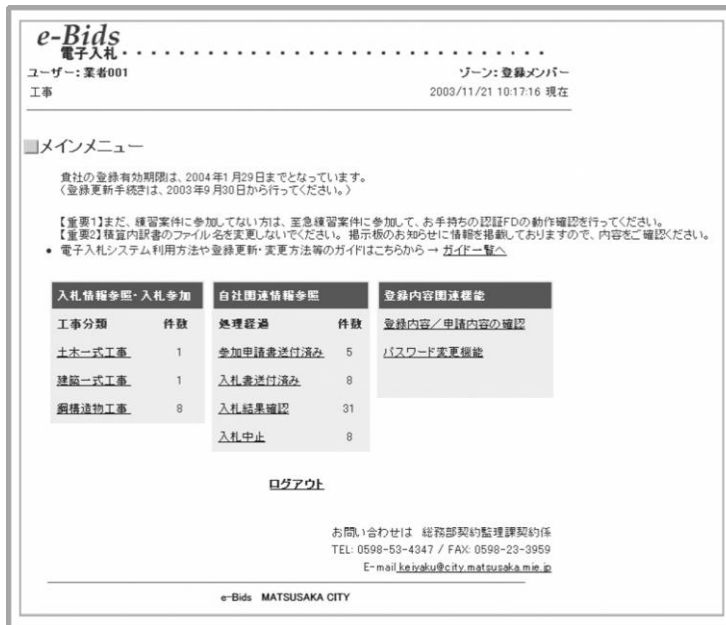 e-Bids
電子入札
ユーザー：業者001 ゾーン：登録メンバー
工事 2003/11/21 10:17:16 現在
メインメニュー
貴社の登録有効期限は、2004年1月29日までとなっています。
（登録更新手続きは、2003年9月30日から行ってください。）
【重要1】まだ、練習案件に参加してない方は、至急練習案件に参加して、お手持ちの認証FDの動作確認を行ってください。
【重要2】積算内訳書のファイル名を変更しないでください。掲示板のお知らせに情報を掲載しておりますので、内容をご確認ください。
• 電子入札システム利用方法や登録更新・変更方法等のガイドはこちらから → ガイド一覧へ
入札情報参照・入札参加 自社関連情報参照 登録内容関連機能
工事分類 件数 処理経過 件数 登録内容／申請内容の確認
土木一式工事 1 参加申請書送付済み 5 パスワード変更機能
建築一式工事 1 入札書送付済み 8
鋼構造物工事 8 入札結果確認 31
入札中止 8
ログアウト
お問い合わせは 総務部契約監理課契約係
TEL: 0598-53-4347 / FAX: 0598-23-3959
E-mail keiyaku@city.matsusaka.mie.jp
e-Bids MATSUSAKA CITY